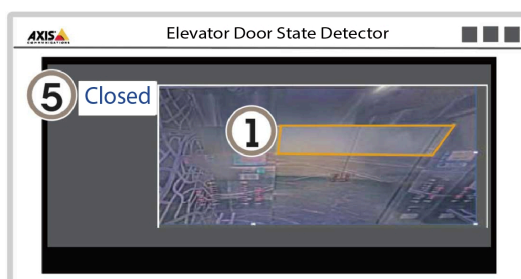 AXIS
COMMUNICATIONS
Elevator Door State Detector
5 Closed
1